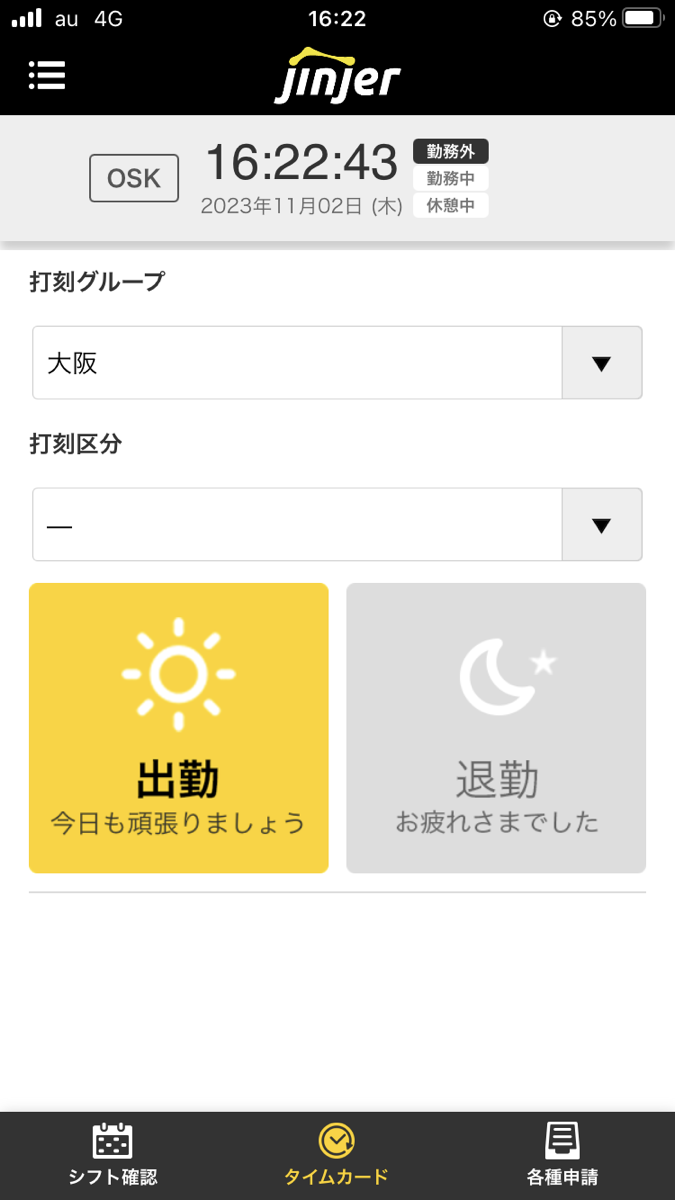 au 4G 16:22 85%
jinjer
OSK
16:22:43
2023年11月02日 (木)
勤務外
勤務中
休憩中
打刻グループ
大阪
打刻区分
—
出勤
今日も頑張りましょう
退勤
お疲れさまでした
シフト確認
タイムカード
各種申請